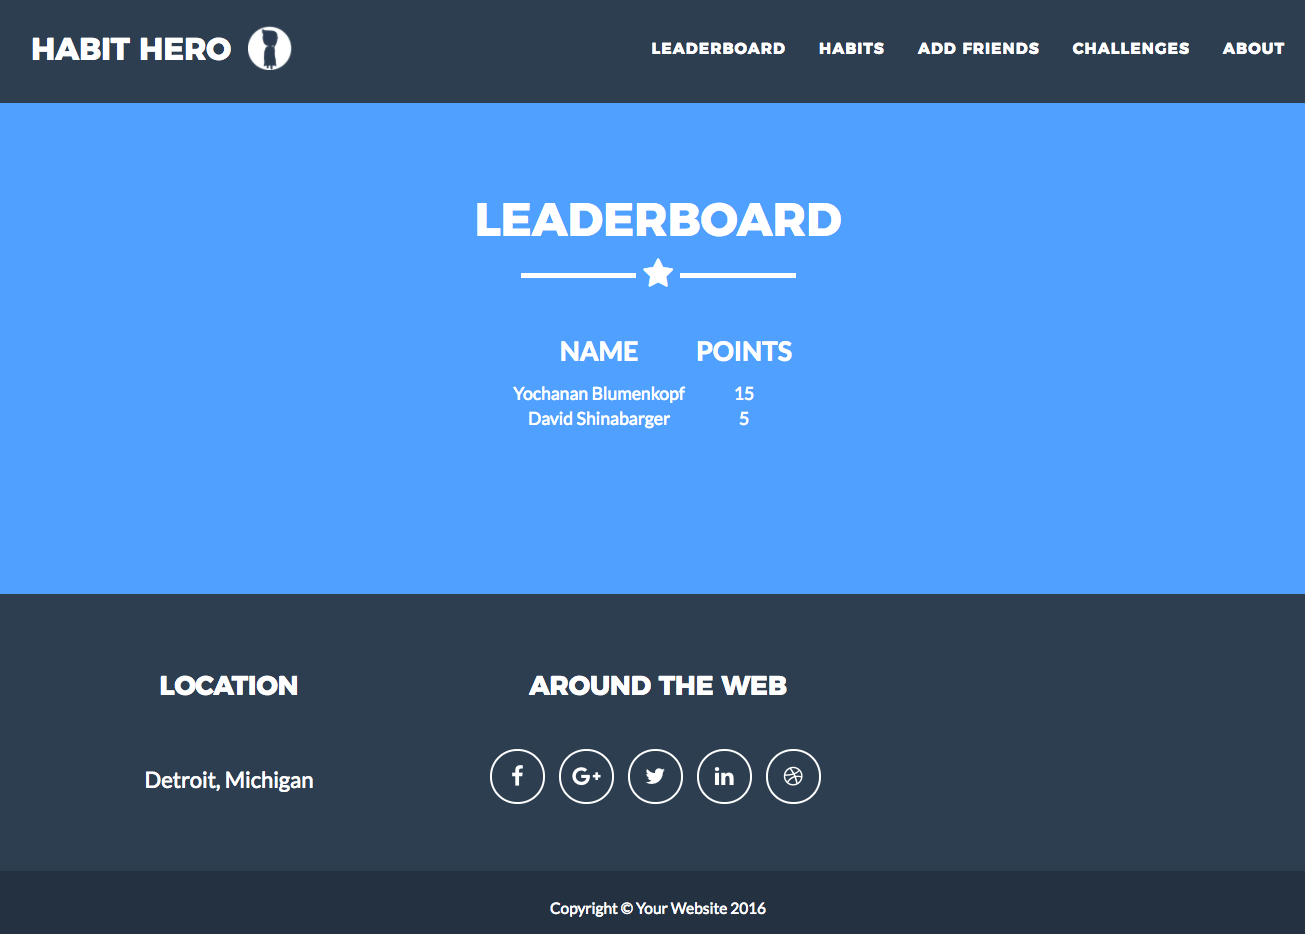 HABIT HERO LEADERBOARD HABITS ADD FRIENDS CHALLENGES ABOUT
LEADERBOARD
NAME POINTS
Yochanan Blumenkopf 15
David Shinabarger 5
LOCATION AROUND THE WEB
Detroit, Michigan
Copyright © Your Website 2016